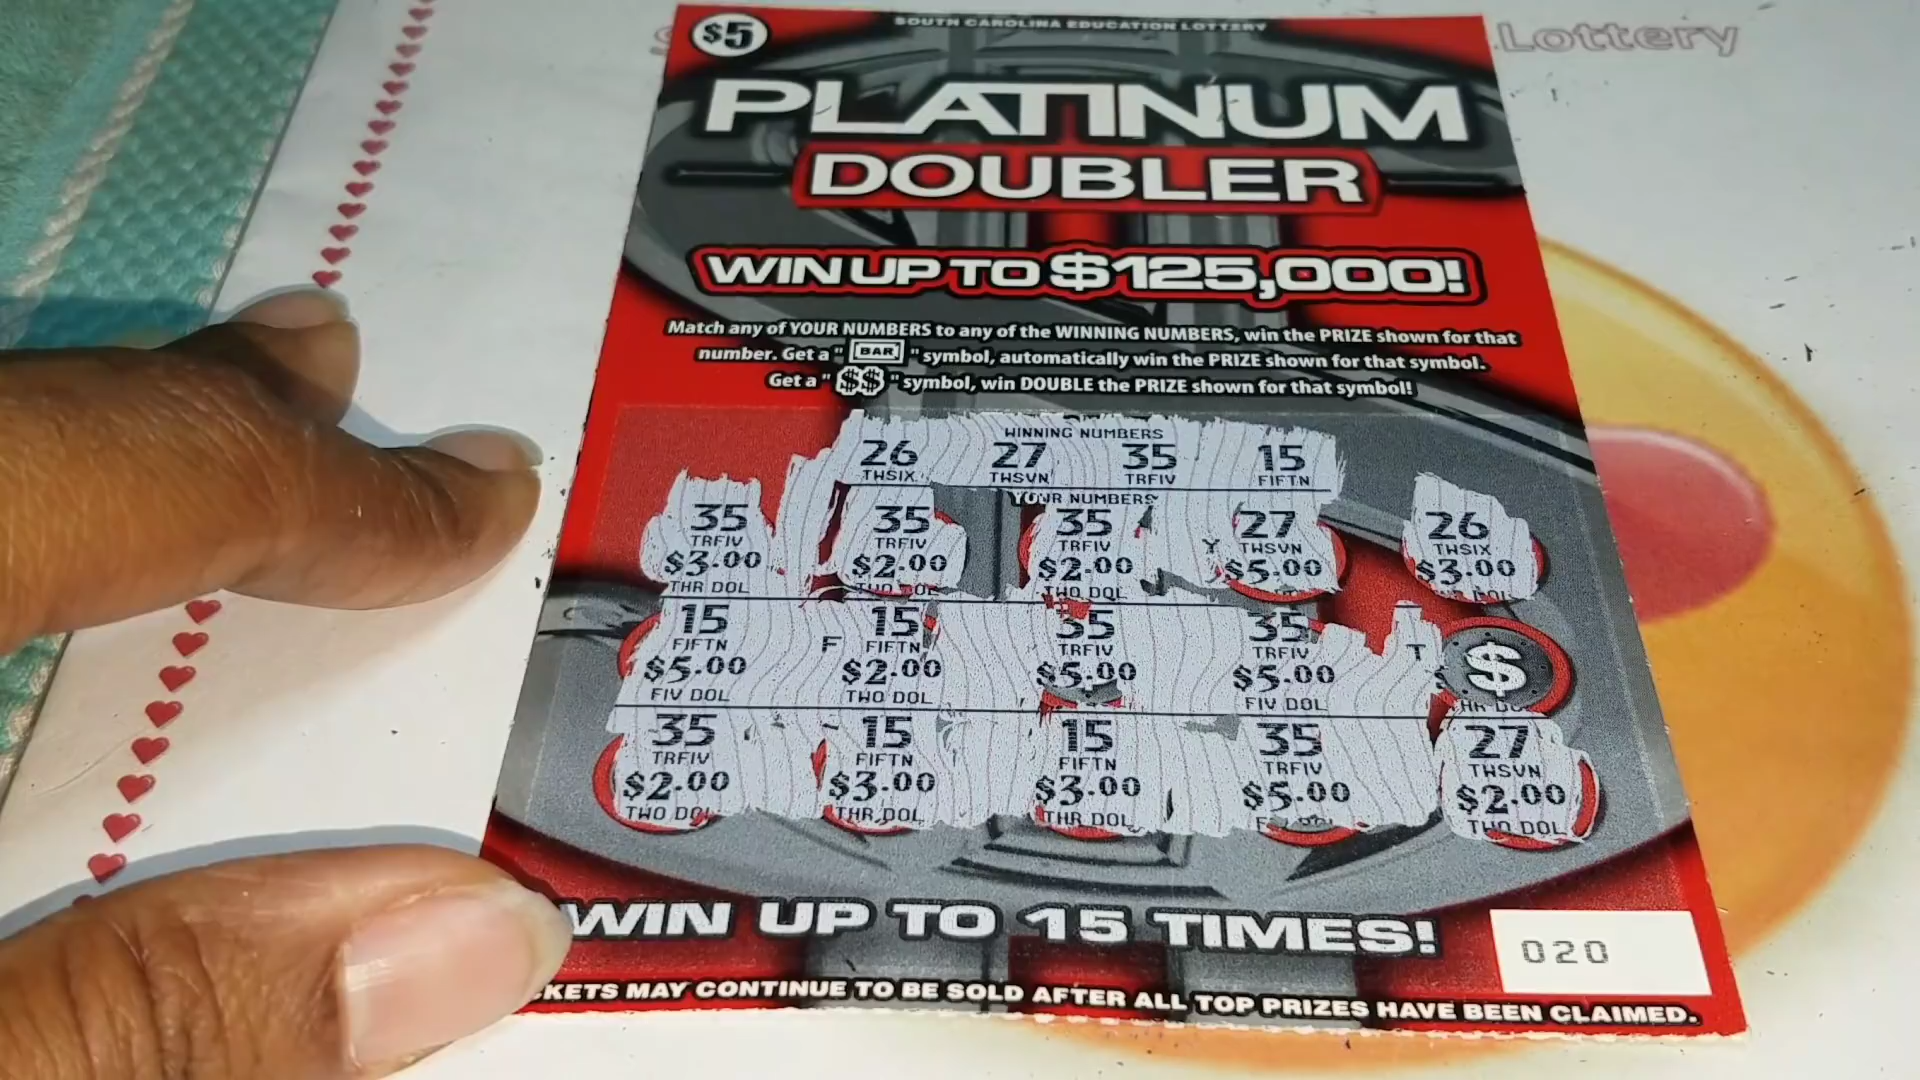 $5
SOUTH CAROLINA EDUCATION LOTTERY
Lottery
PLATINUM
DOUBLER
WIN UP TO $125,000!
Match any of YOUR NUMBERS to any of the WINNING NUMBERS, win the PRIZE shown for that
number. Get a "BAR" symbol, automatically win the PRIZE shown for that symbol.
Get a "$$" symbol, win DOUBLE the PRIZE shown for that symbol!
WINNING NUMBERS
26 27 35 15
THSIX THSVN TRFIV FIFTN
YOUR NUMBERS
35 35 35 27 26
TRFIV TRFIV TRFIV Y THSVN THSIX
$3.00 $2.00 $2.00 $5.00 $3.00
THR DOL TWO DOL TWO DOL DOL
15 15 35 35
FIFTN F FIFTN TRFIV TRFIV T $
$5.00 $2.00 $5.00 $5.00
FIV DOL TWO DOL FIV DOL
35 15 15 35 27
TRFIV FIFTN FIFTN TRFIV THSVN
$2.00 $3.00 $3.00 $5.00 $2.00
TWO DOL THR DOL THR DOL TWO DOL
WIN UP TO 15 TIMES!
020
KETS MAY CONTINUE TO BE SOLD AFTER ALL TOP PRIZES HAVE BEEN CLAIMED.